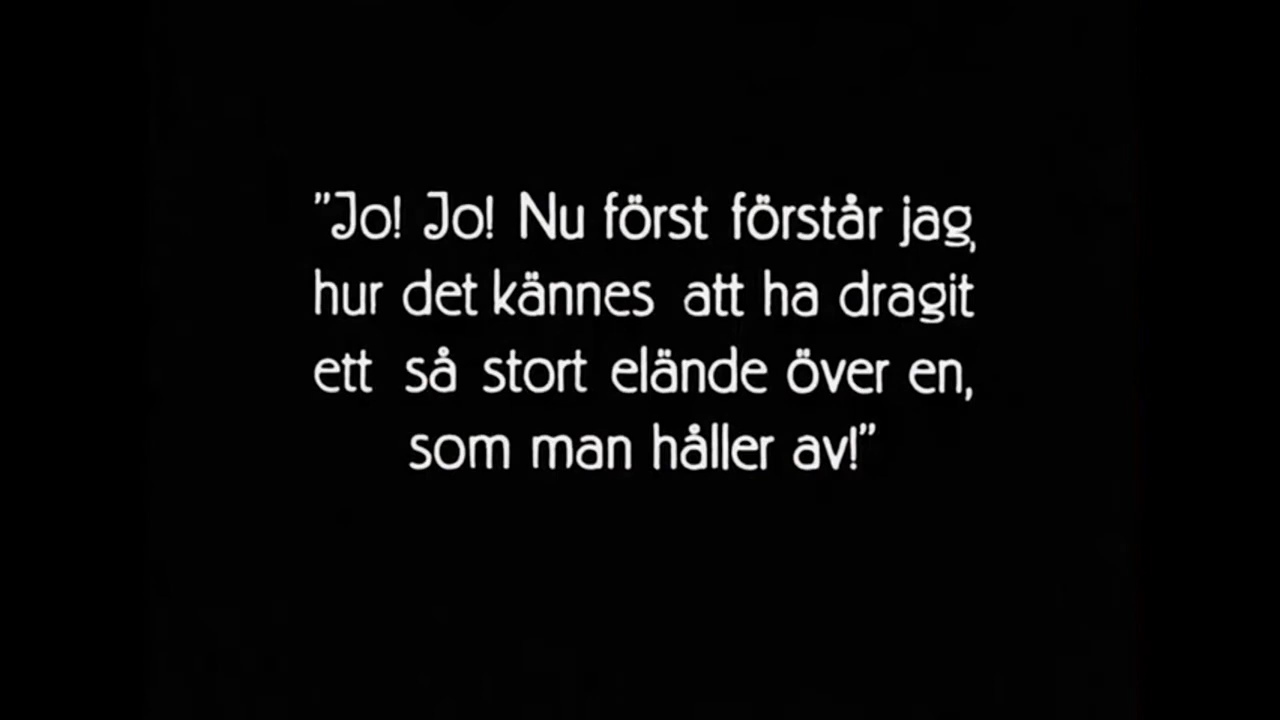 "Jo! Jo! Nu först förstår jag,
hur det kännes att ha dragit
ett så stort elände över en,
som man håller av!"